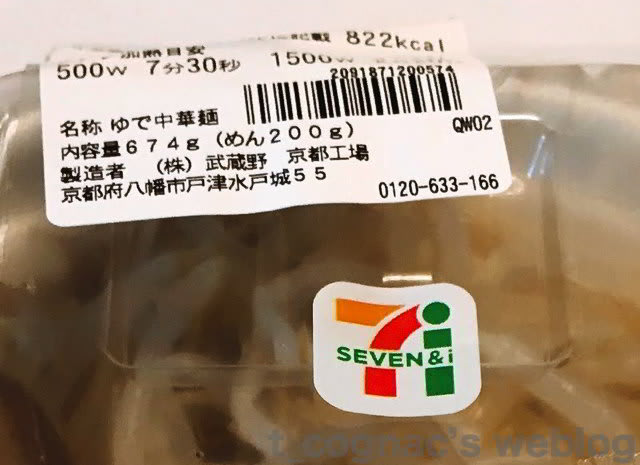 822kcal
500W 7分30秒 1500W
2091871200574
名称 ゆで中華麺
内容量674g (めん200g) QW02
製造者 (株) 武蔵野 京都工場
京都府八幡市戸津水戸城55
0120-633-166
SEVEN&i
t_cognac's weblog